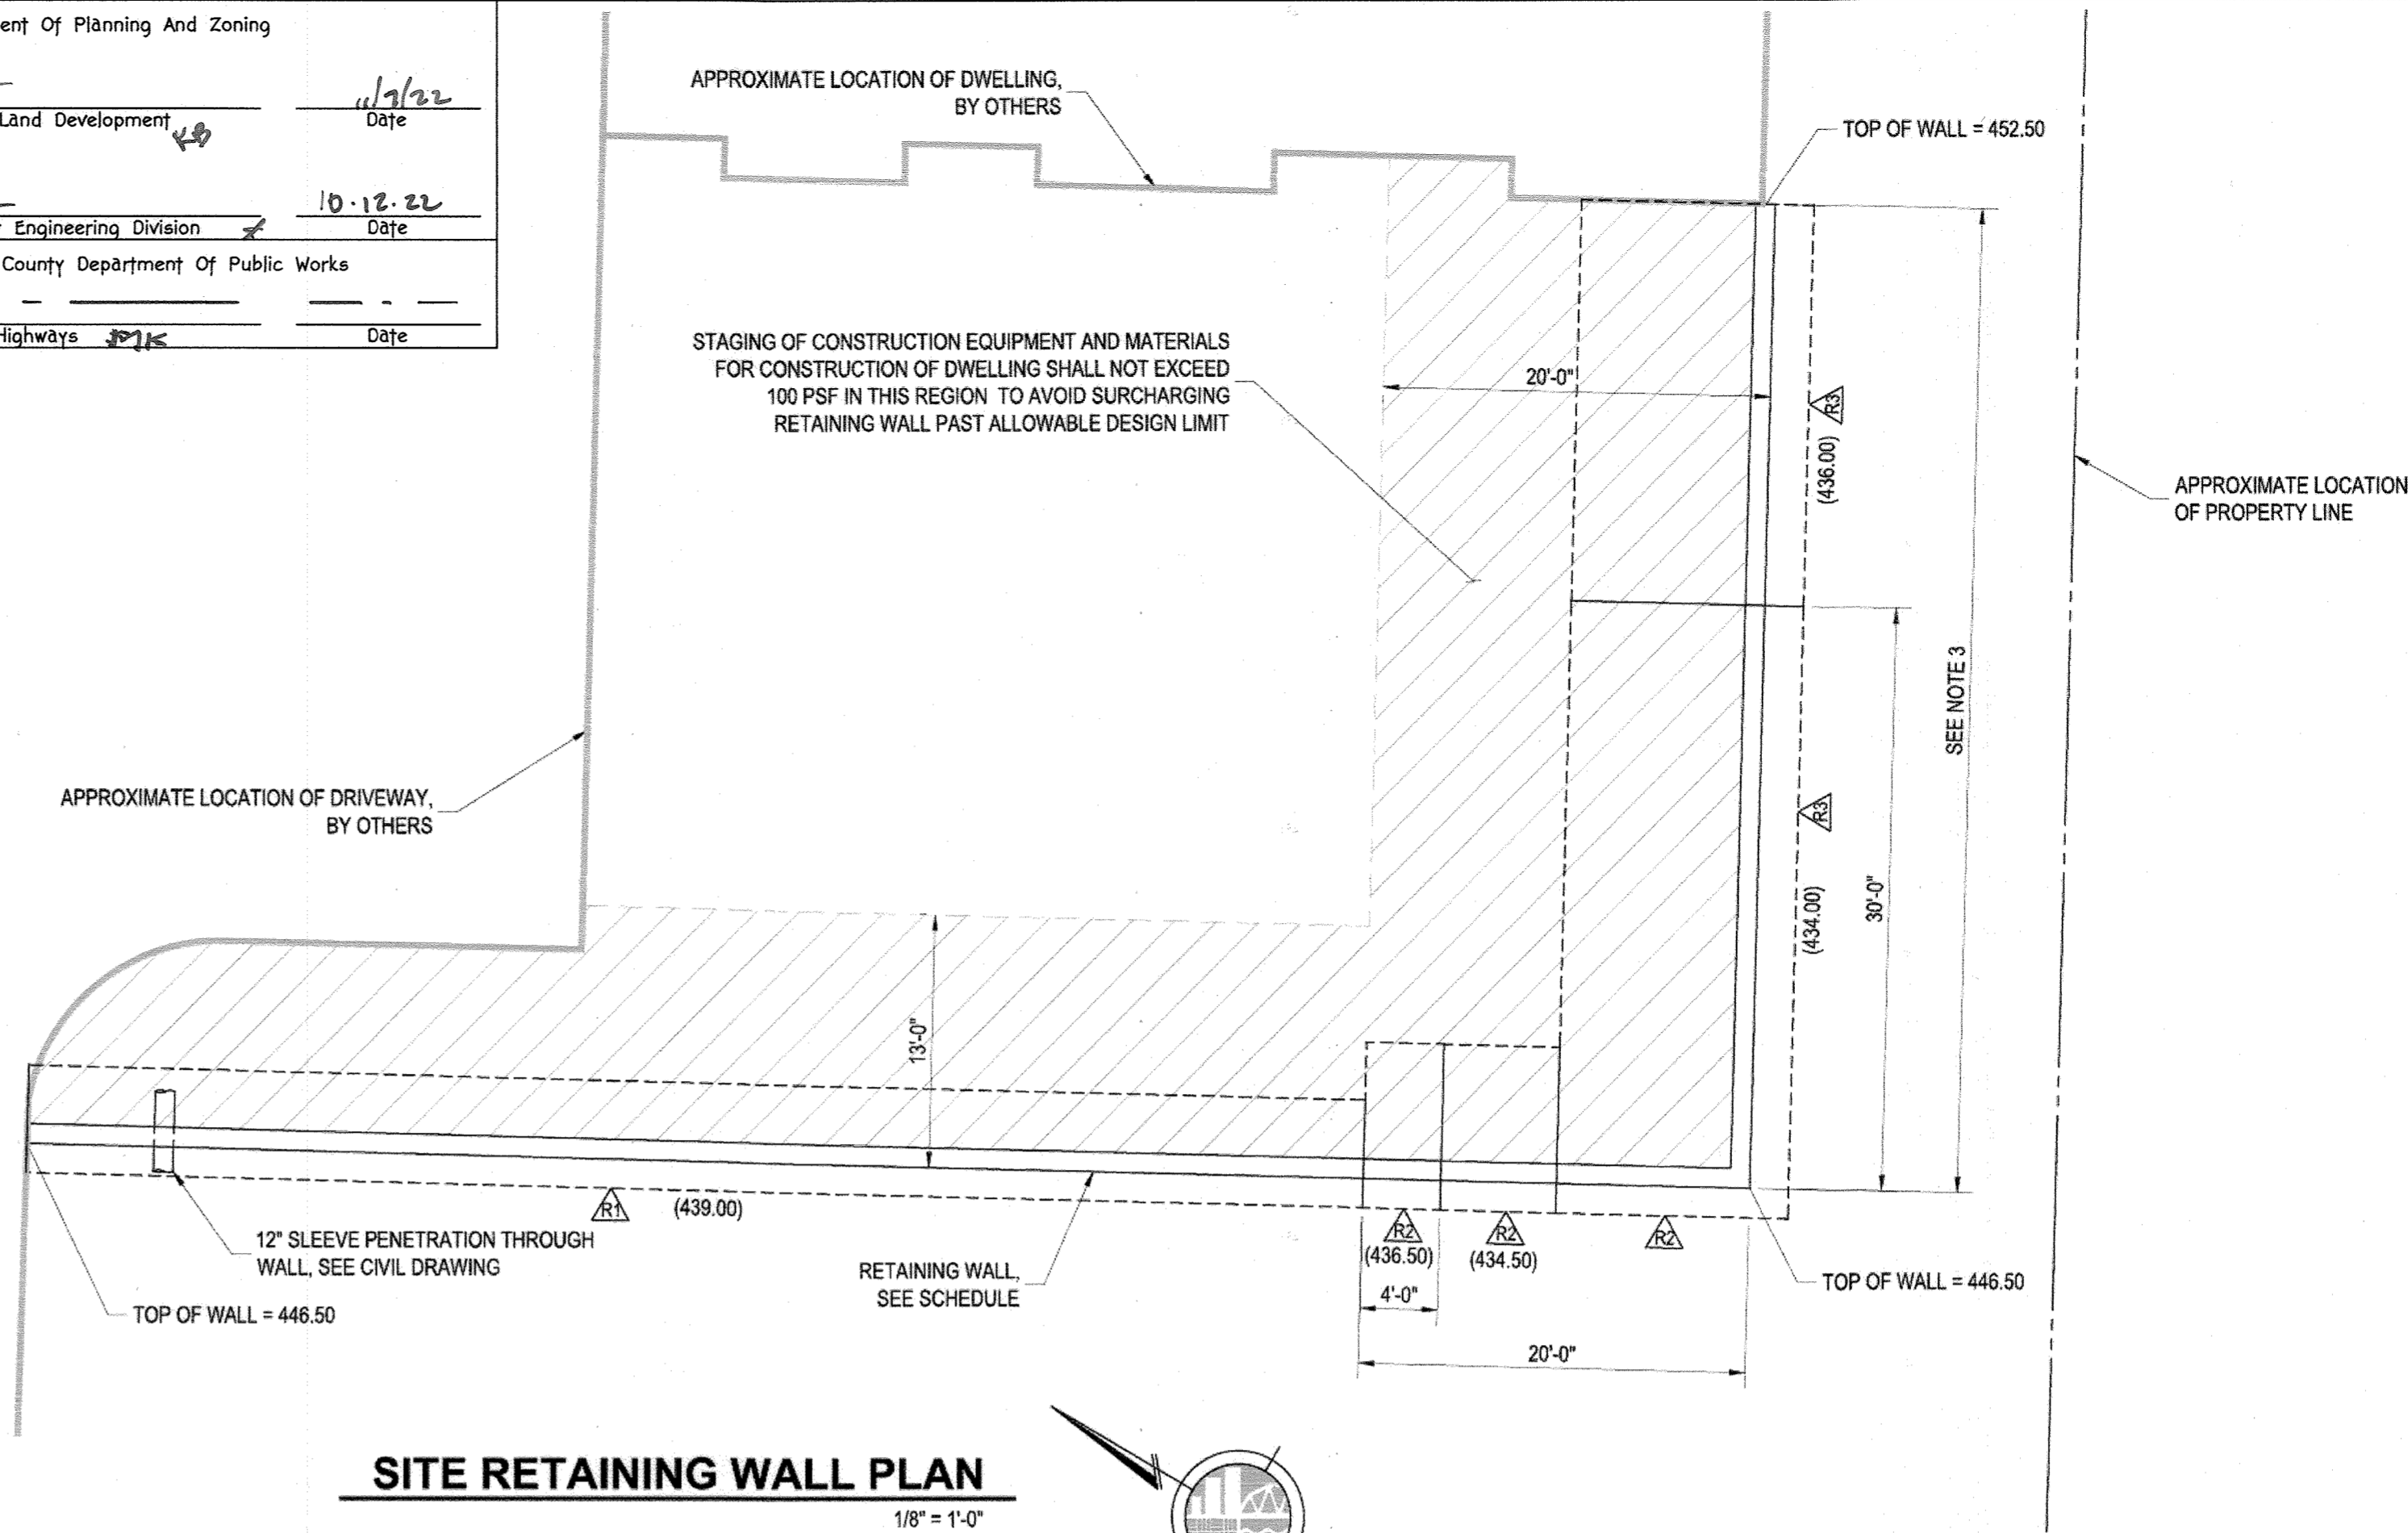 ent Of Planning And Zoning
11/7/22
Land Development KB Date
10.12.22
Engineering Division Date
County Department Of Public Works
Highways MK Date
APPROXIMATE LOCATION OF DWELLING,
BY OTHERS
TOP OF WALL = 452.50
STAGING OF CONSTRUCTION EQUIPMENT AND MATERIALS
FOR CONSTRUCTION OF DWELLING SHALL NOT EXCEED
100 PSF IN THIS REGION TO AVOID SURCHARGING
RETAINING WALL PAST ALLOWABLE DESIGN LIMIT
20'-0"
R3
(436.00)
APPROXIMATE LOCATION
OF PROPERTY LINE
SEE NOTE 3
APPROXIMATE LOCATION OF DRIVEWAY,
BY OTHERS
R3
(434.00)
30'-0"
13'-0"
R1
(439.00)
R2
(436.50)
R2
(434.50)
R2
12" SLEEVE PENETRATION THROUGH
WALL, SEE CIVIL DRAWING
RETAINING WALL,
SEE SCHEDULE
TOP OF WALL = 446.50
4'-0"
TOP OF WALL = 446.50
20'-0"
SITE RETAINING WALL PLAN
1/8" = 1'-0"